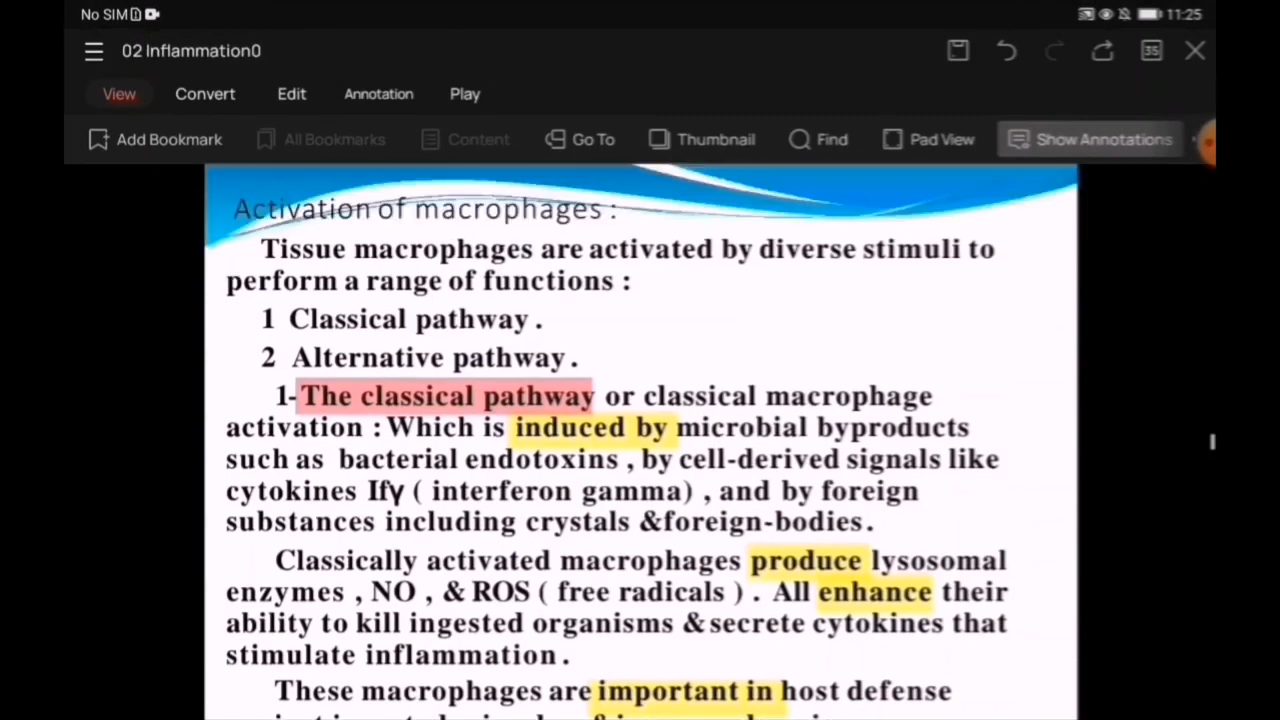 No SIM
11:25
02 Inflammation0
35
View Convert Edit Annotation Play
Add Bookmark All Bookmarks Content Go To Thumbnail Find Pad View Show Annotations
Activation of macrophages :
Tissue macrophages are activated by diverse stimuli to
perform a range of functions :
1 Classical pathway .
2 Alternative pathway .
1- The classical pathway or classical macrophage
activation : Which is induced by microbial byproducts
such as bacterial endotoxins , by cell-derived signals like
cytokines Ifγ ( interferon gamma) , and by foreign
substances including crystals &foreign-bodies .
Classically activated macrophages produce lysosomal
enzymes , NO , & ROS ( free radicals ) . All enhance their
ability to kill ingested organisms & secrete cytokines that
stimulate inflammation .
These macrophages are important in host defense